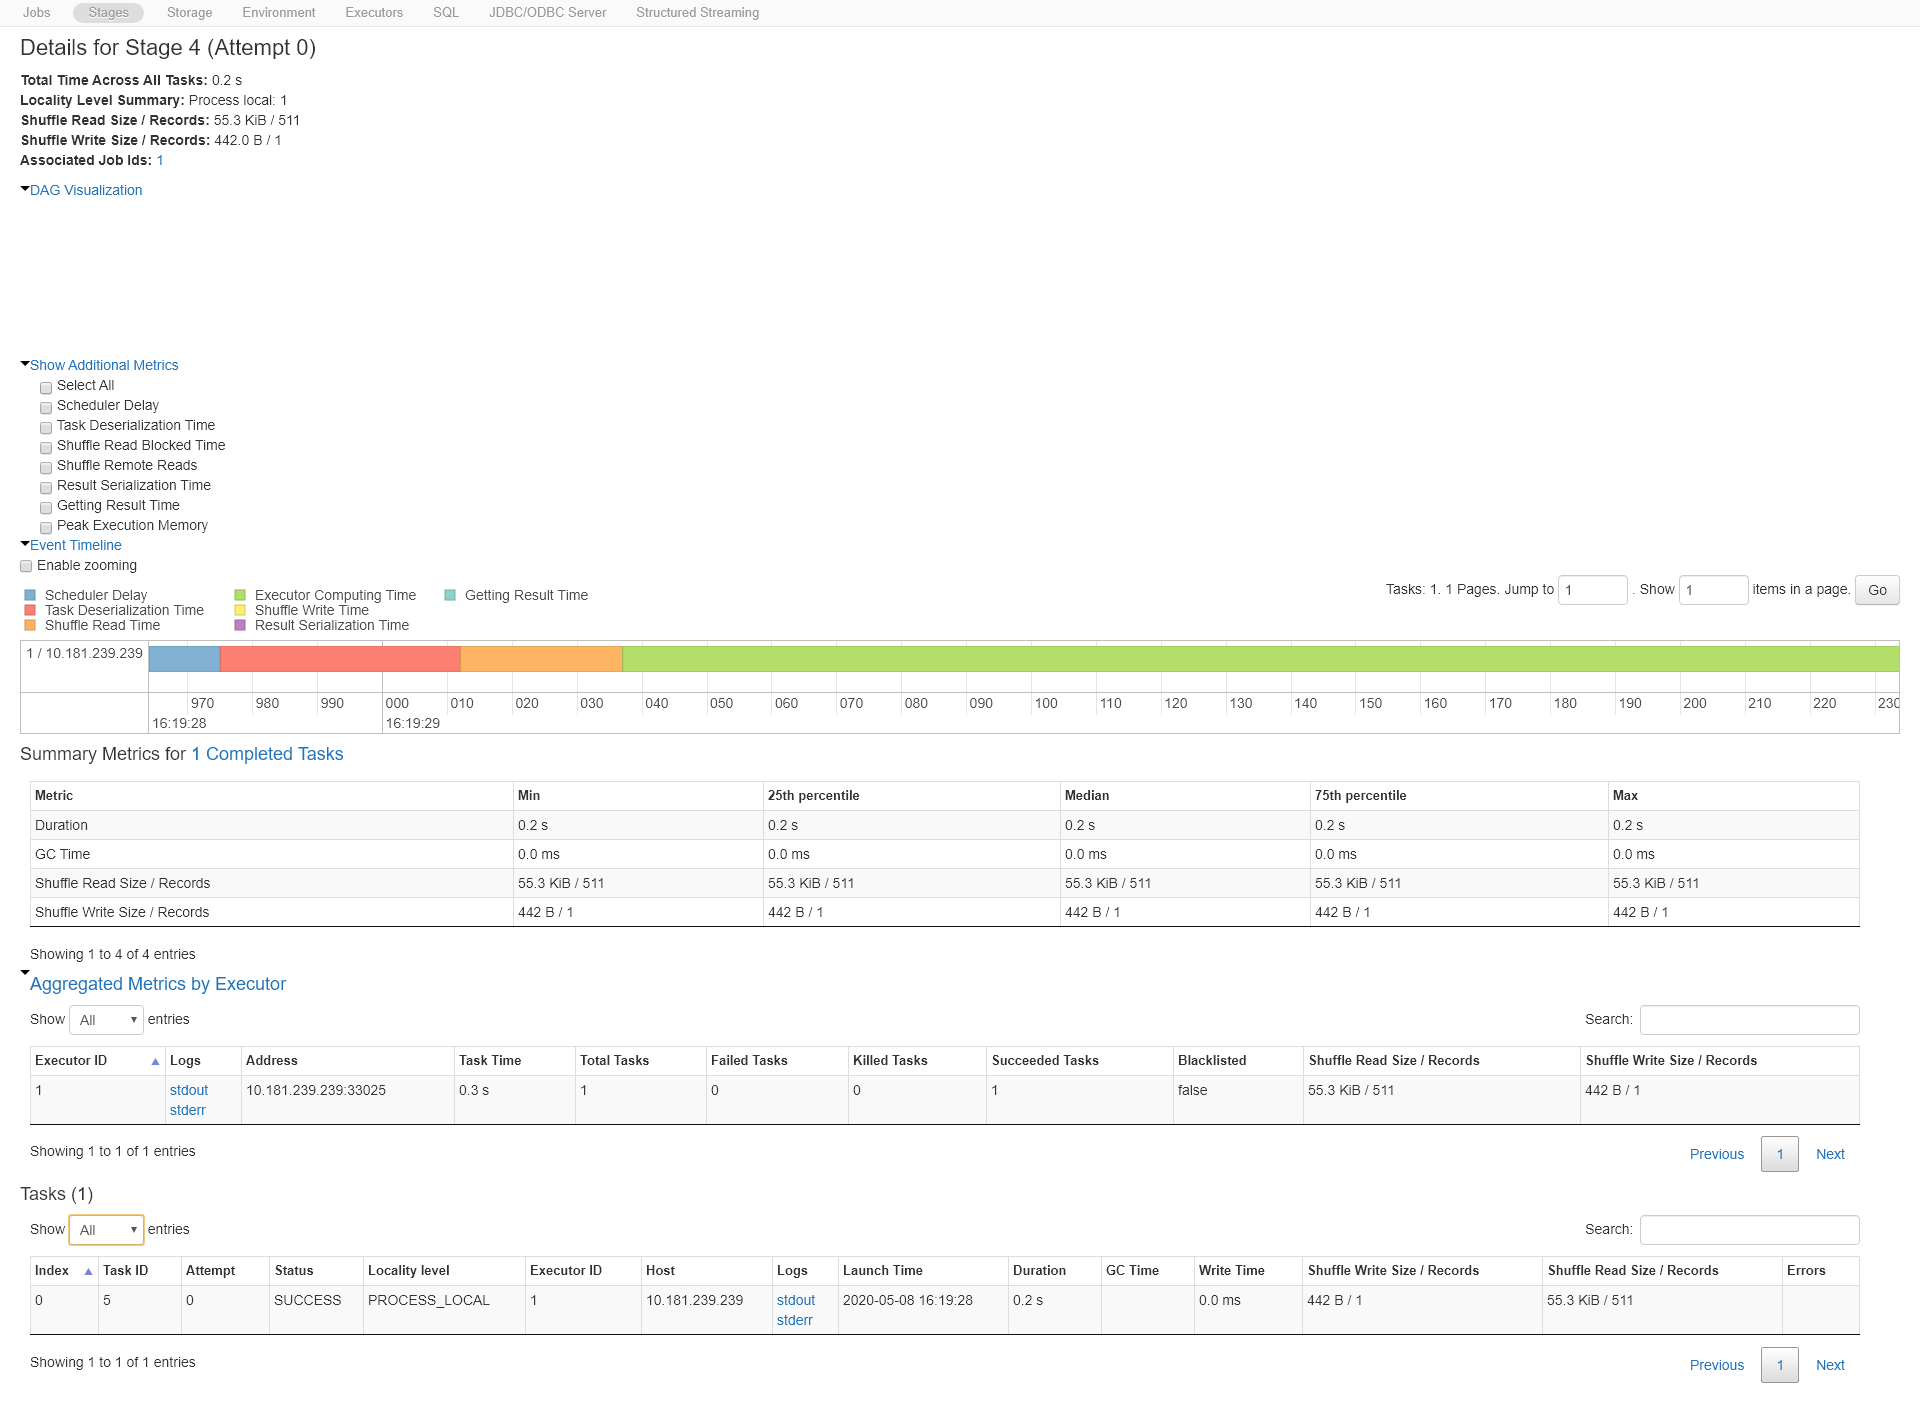 Jobs Stages Storage Environment Executors SQL JDBC/ODBC Server Structured Streaming
Details for Stage 4 (Attempt 0)
Total Time Across All Tasks: 0.2 s
Locality Level Summary: Process local: 1
Shuffle Read Size / Records: 55.3 KiB / 511
Shuffle Write Size / Records: 442.0 B / 1
Associated Job Ids: 1
DAG Visualization
Show Additional Metrics
Select All
Scheduler Delay
Task Deserialization Time
Shuffle Read Blocked Time
Shuffle Remote Reads
Result Serialization Time
Getting Result Time
Peak Execution Memory
Event Timeline
Enable zooming
Tasks: 1. 1 Pages. Jump to 1 . Show 1 items in a page. Go
Scheduler Delay Executor Computing Time Getting Result Time
Task Deserialization Time Shuffle Write Time
Shuffle Read Time Result Serialization Time
1 / 10.181.239.239
970 980 990 000 010 020 030 040 050 060 070 080 090 100 110 120 130 140 150 160 170 180 190 200 210 220 230
16:19:28 16:19:29
Summary Metrics for 1 Completed Tasks
Metric Min 25th percentile Median 75th percentile Max
Duration 0.2 s 0.2 s 0.2 s 0.2 s 0.2 s
GC Time 0.0 ms 0.0 ms 0.0 ms 0.0 ms 0.0 ms
Shuffle Read Size / Records 55.3 KiB / 511 55.3 KiB / 511 55.3 KiB / 511 55.3 KiB / 511 55.3 KiB / 511
Shuffle Write Size / Records 442 B / 1 442 B / 1 442 B / 1 442 B / 1 442 B / 1
Showing 1 to 4 of 4 entries
Aggregated Metrics by Executor
Show All entries Search:
Executor ID Logs Address Task Time Total Tasks Failed Tasks Killed Tasks Succeeded Tasks Blacklisted Shuffle Read Size / Records Shuffle Write Size / Records
1 stdout 10.181.239.239:33025 0.3 s 1 0 0 1 false 55.3 KiB / 511 442 B / 1
stderr
Showing 1 to 1 of 1 entries
Previous 1 Next
Tasks (1)
Show All entries Search:
Index Task ID Attempt Status Locality level Executor ID Host Logs Launch Time Duration GC Time Write Time Shuffle Write Size / Records Shuffle Read Size / Records Errors
0 5 0 SUCCESS PROCESS_LOCAL 1 10.181.239.239 stdout 2020-05-08 16:19:28 0.2 s 0.0 ms 442 B / 1 55.3 KiB / 511
stderr
Showing 1 to 1 of 1 entries
Previous 1 Next